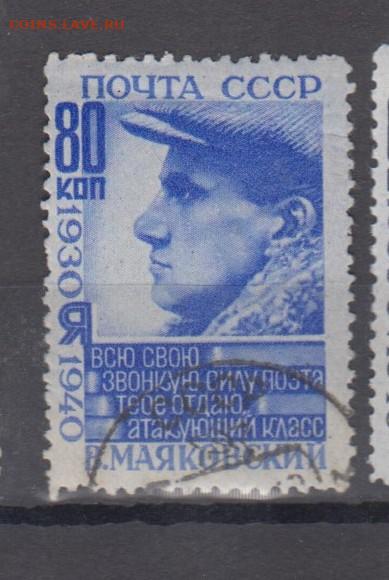 COINS.LAVE.RU
ПОЧТА СССР
80
КОП
1930
1940
ВСЮ СВОЮ
ЗВОНКУЮ СИЛУ ПОЭТА
ТЕБЕ ОТДАЮ,
АТАКУЮЩИЙ КЛАСС
В. МАЯКОВСКИЙ